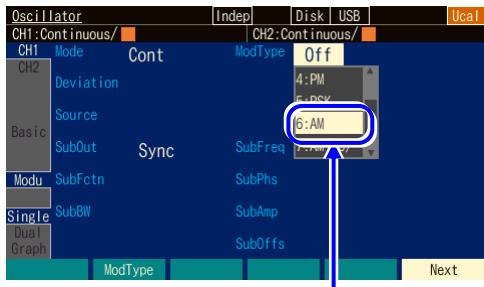 Oscillator Indep Disk USB Ucal
CH1:Continuous/ CH2:Continuous/
CH1 Mode Cont ModType Off
CH2 4:PM
Deviation
Source 6:AM
Basic
SubOut Sync SubFreq
Modu SubFctn SubPhs
Single SubBW SubAmp
Dual
Graph SubOffs
ModType Next